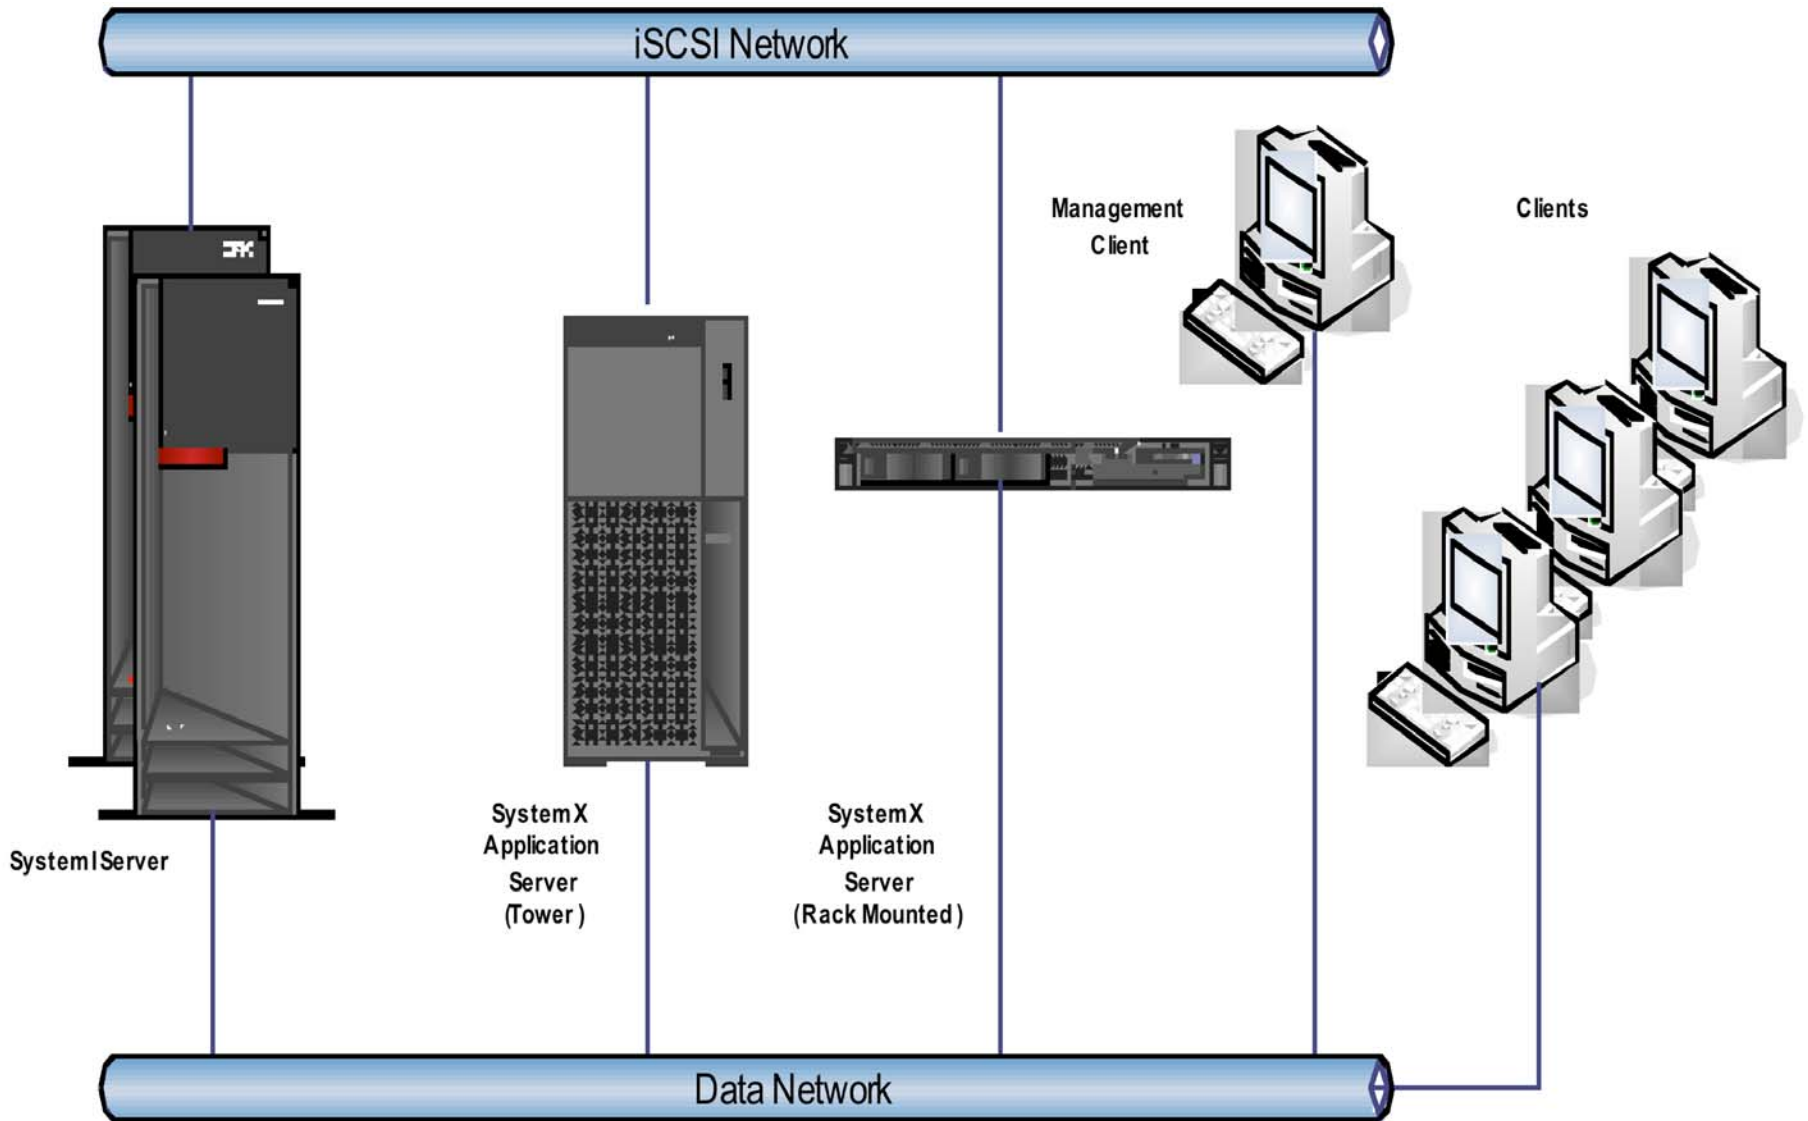 iSCSI Network
Management
Client
Clients
System I Server
System X
Application
Server
(Tower)
System X
Application
Server
(Rack Mounted)
Data Network